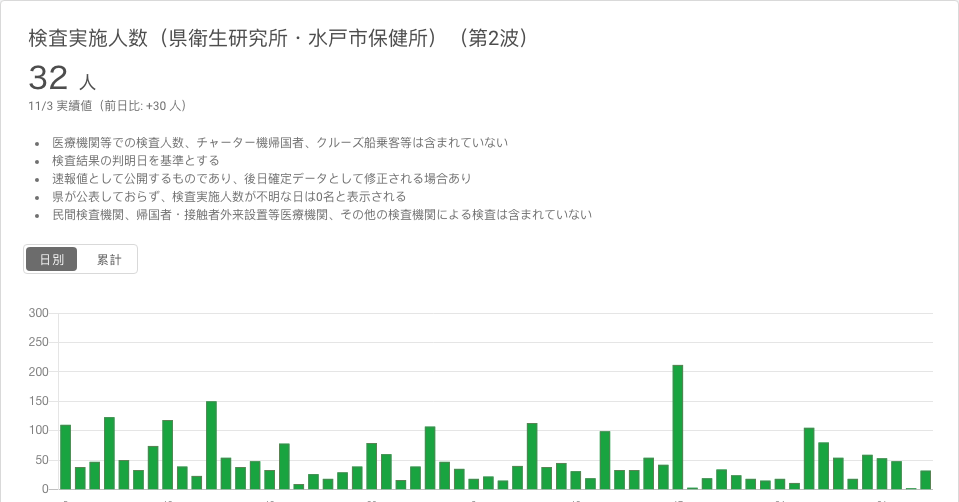 検査実施人数（県衛生研究所・水戸市保健所）（第2波）
32 人
11/3 実績値（前日比: +30 人）
• 医療機関等での検査人数、チャーター機帰国者、クルーズ船乗客等は含まれていない
• 検査結果の判明日を基準とする
• 速報値として公開するものであり、後日確定データとして修正される場合あり
• 県が公表しておらず、検査実施人数が不明な日は0名と表示される
• 民間検査機関、帰国者・接触者外来設置等医療機関、その他の検査機関による検査は含まれていない
日別 累計
300
250
200
150
100
50
0